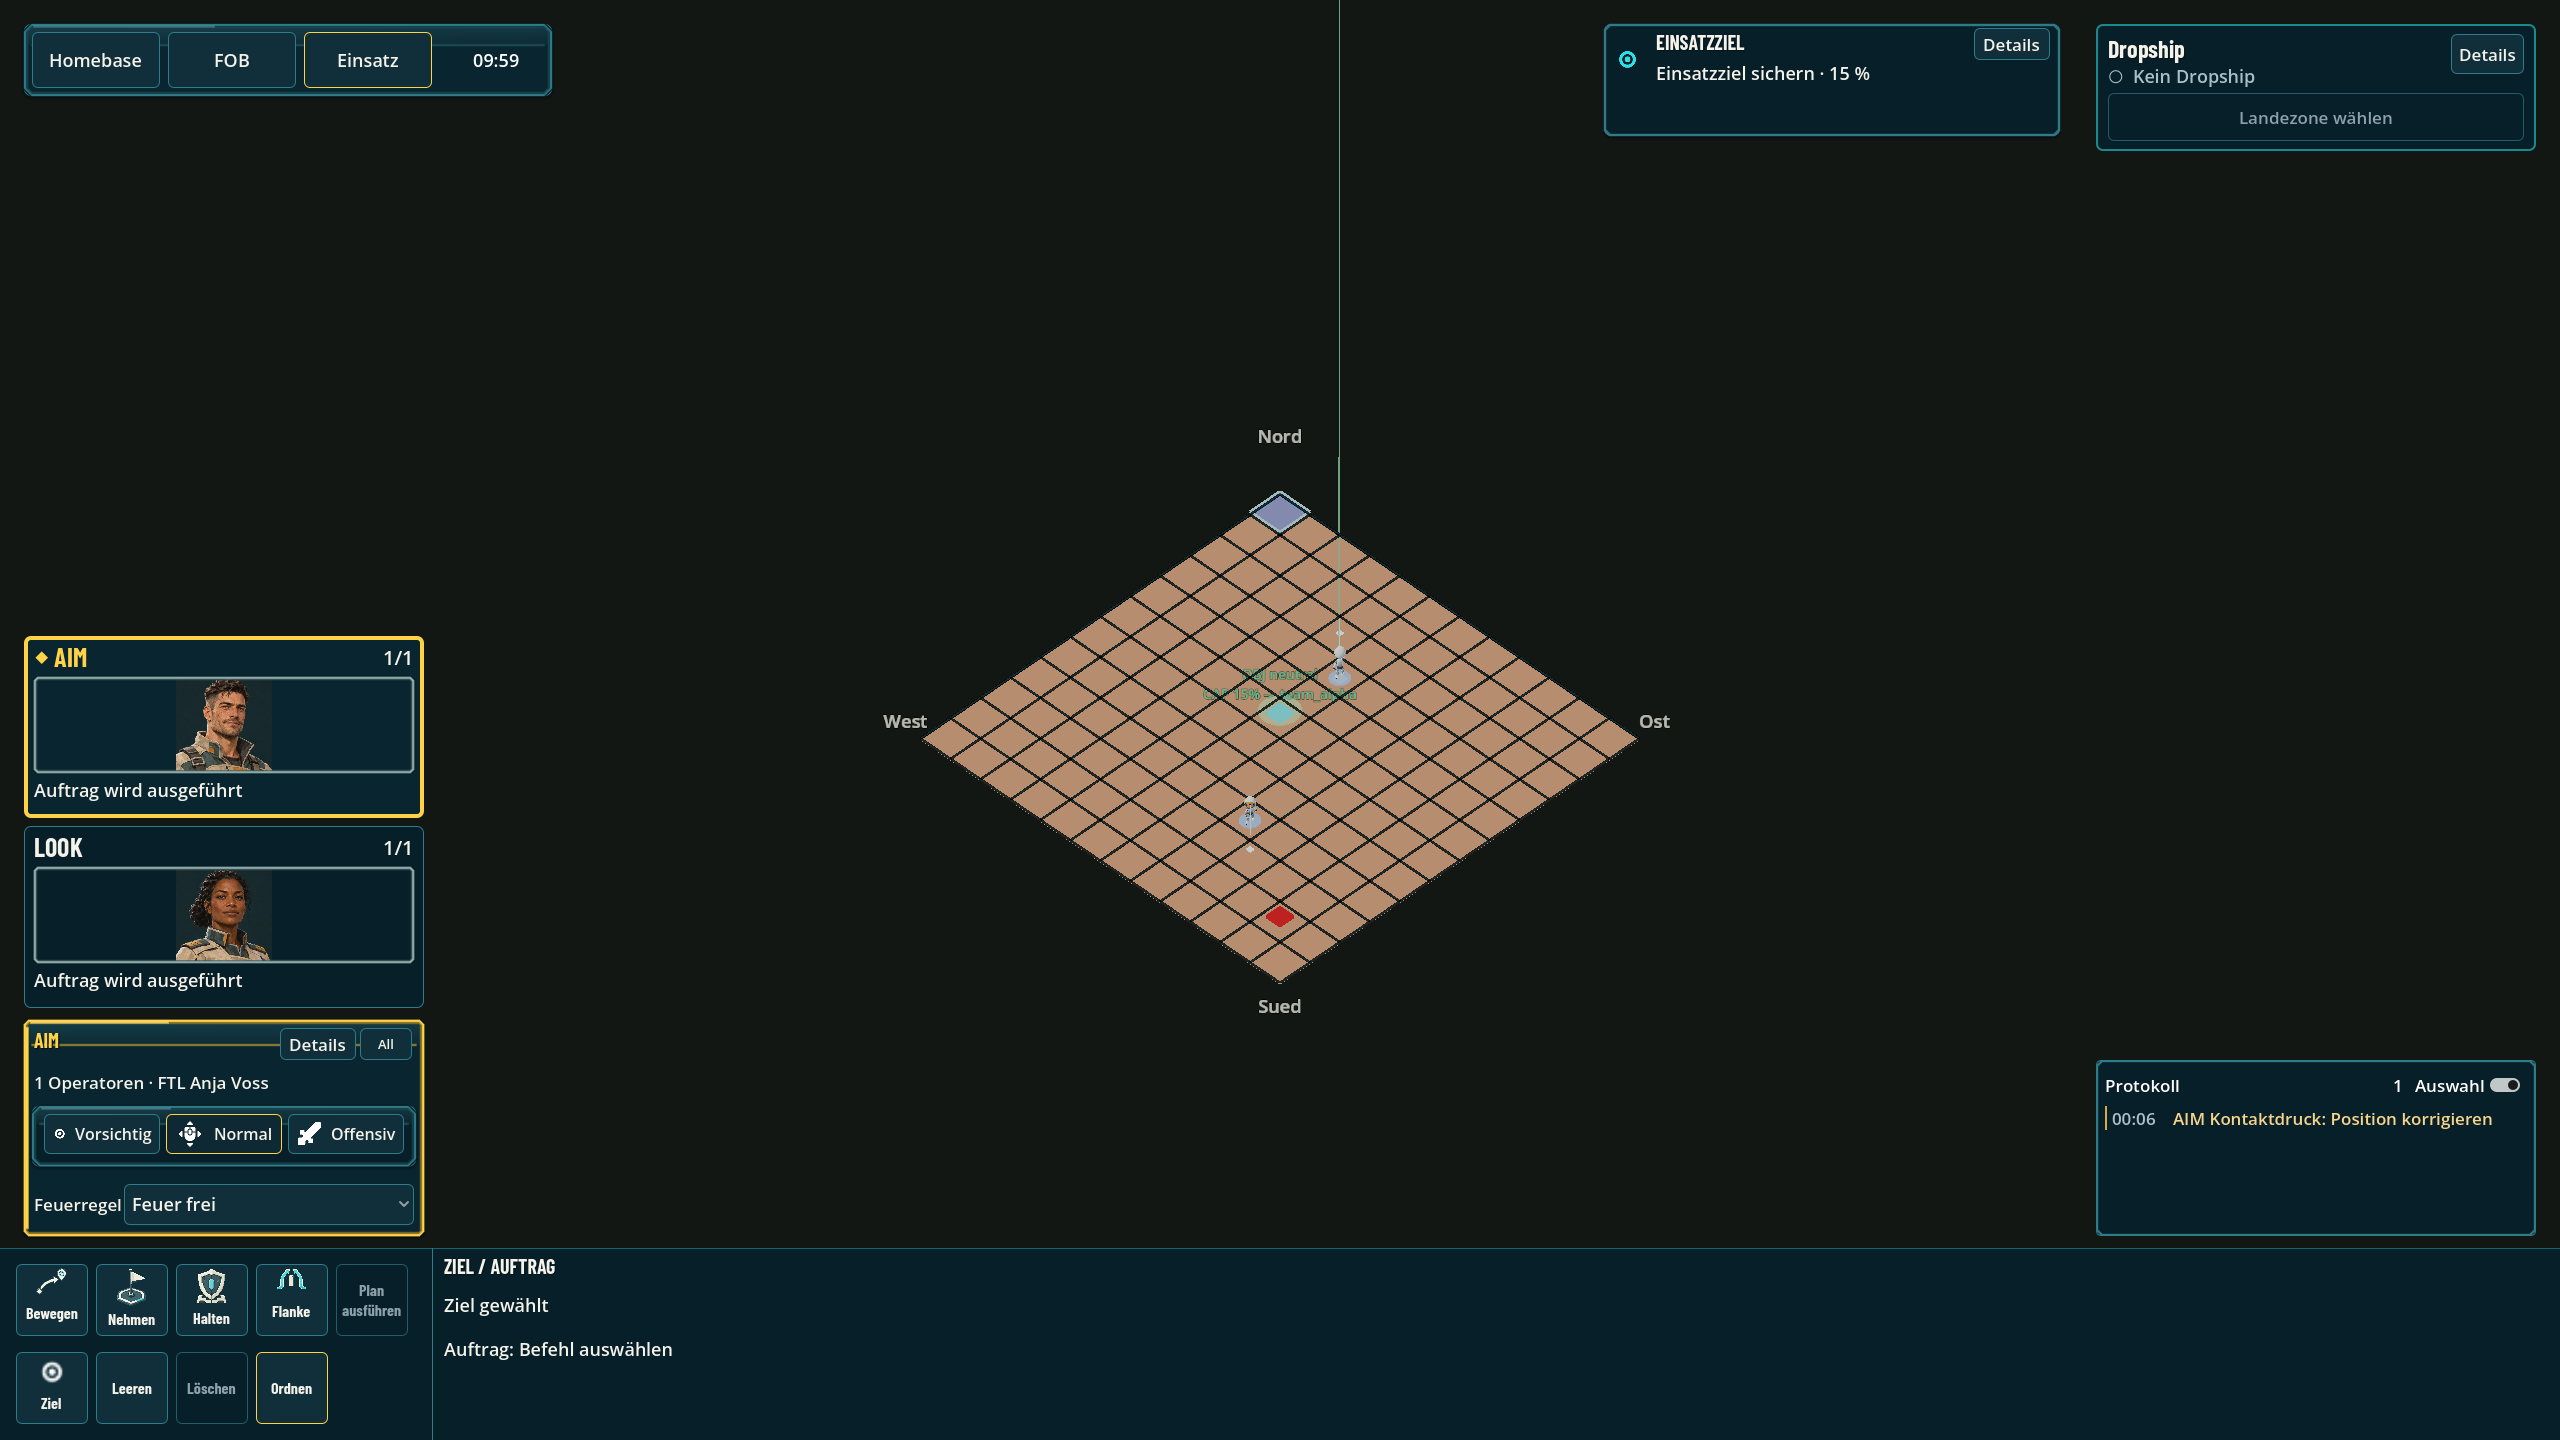 Homebase
FOB
Einsatz
09:59
EINSATZZIEL
Details
Einsatzziel sichern · 15 %
Dropship
Details
Kein Dropship
Landezone wählen
Nord
West
Ost
Sued
AIM
1/1
Auftrag wird ausgeführt
LOOK
1/1
Auftrag wird ausgeführt
AIM
Details
All
1 Operatoren · FTL Anja Voss
Vorsichtig
Normal
Offensiv
Feuerregel
Feuer frei
Protokoll
1
Auswahl
00:06 AIM Kontaktdruck: Position korrigieren
Bewegen
Nehmen
Halten
Flanke
Plan
ausführen
Ziel
Leeren
Löschen
Ordnen
ZIEL / AUFTRAG
Ziel gewählt
Auftrag: Befehl auswählen